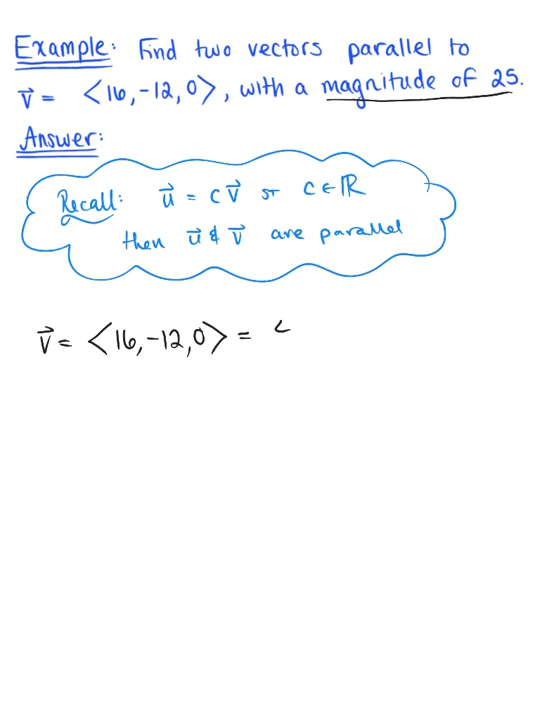 Example: Find two vectors parallel to
v⃗ = <16,-12,0>, with a magnitude of 25.
Answer:
Recall: u⃗ = cv⃗ st c∈ℝ
then u⃗ & v⃗ are parallel
v⃗ = <16,-12,0> = <